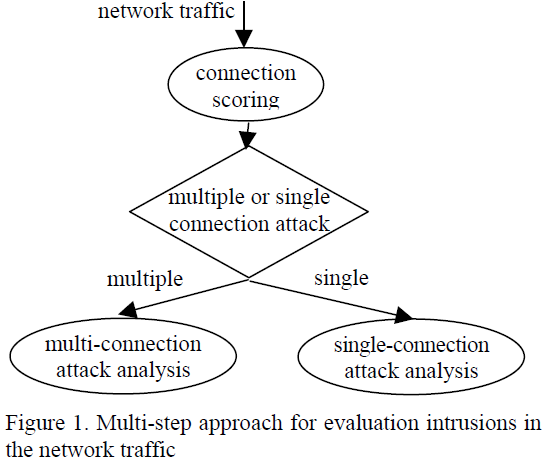 network traffic
connection
scoring
multiple or single
connection attack
multiple
single
multi-connection
attack analysis
single-connection
attack analysis
Figure 1. Multi-step approach for evaluation intrusions in
the network traffic